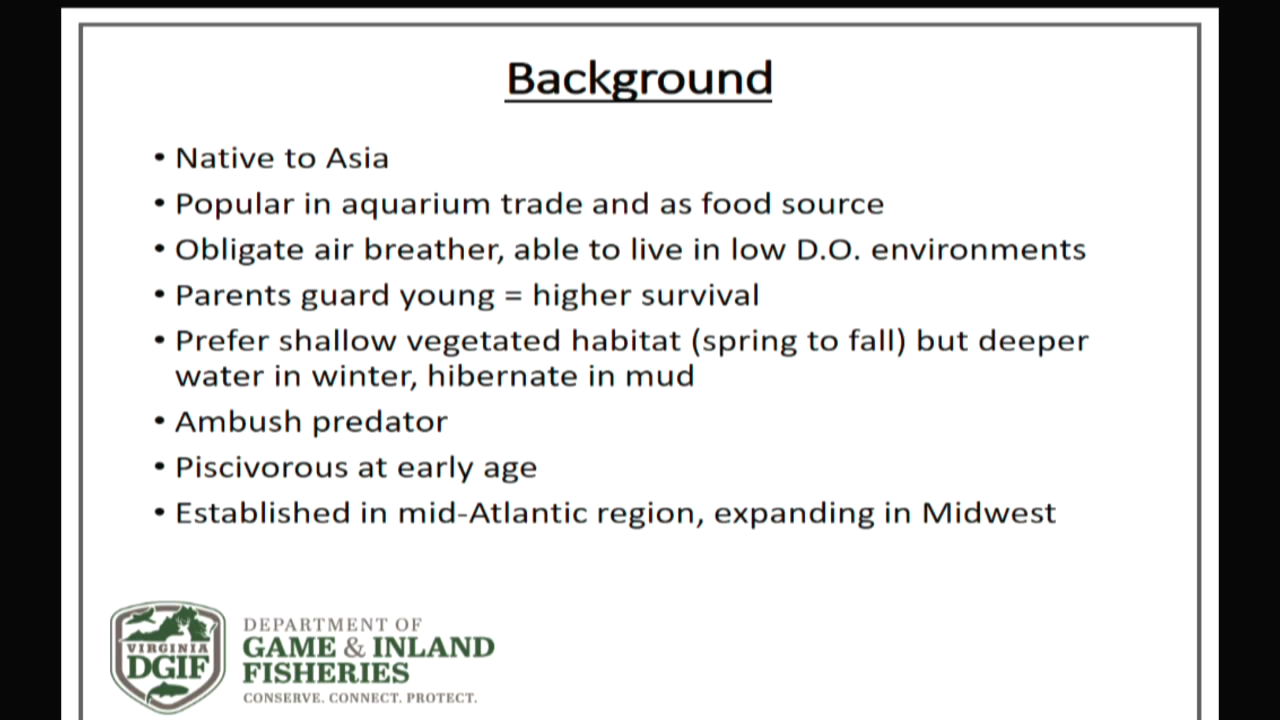 Background
• Native to Asia
• Popular in aquarium trade and as food source
• Obligate air breather, able to live in low D.O. environments
• Parents guard young = higher survival
• Prefer shallow vegetated habitat (spring to fall) but deeper
water in winter, hibernate in mud
• Ambush predator
• Piscivorous at early age
• Established in mid-Atlantic region, expanding in Midwest
VIRGINIA
DGIF
DEPARTMENT OF
GAME & INLAND
FISHERIES
CONSERVE. CONNECT. PROTECT.